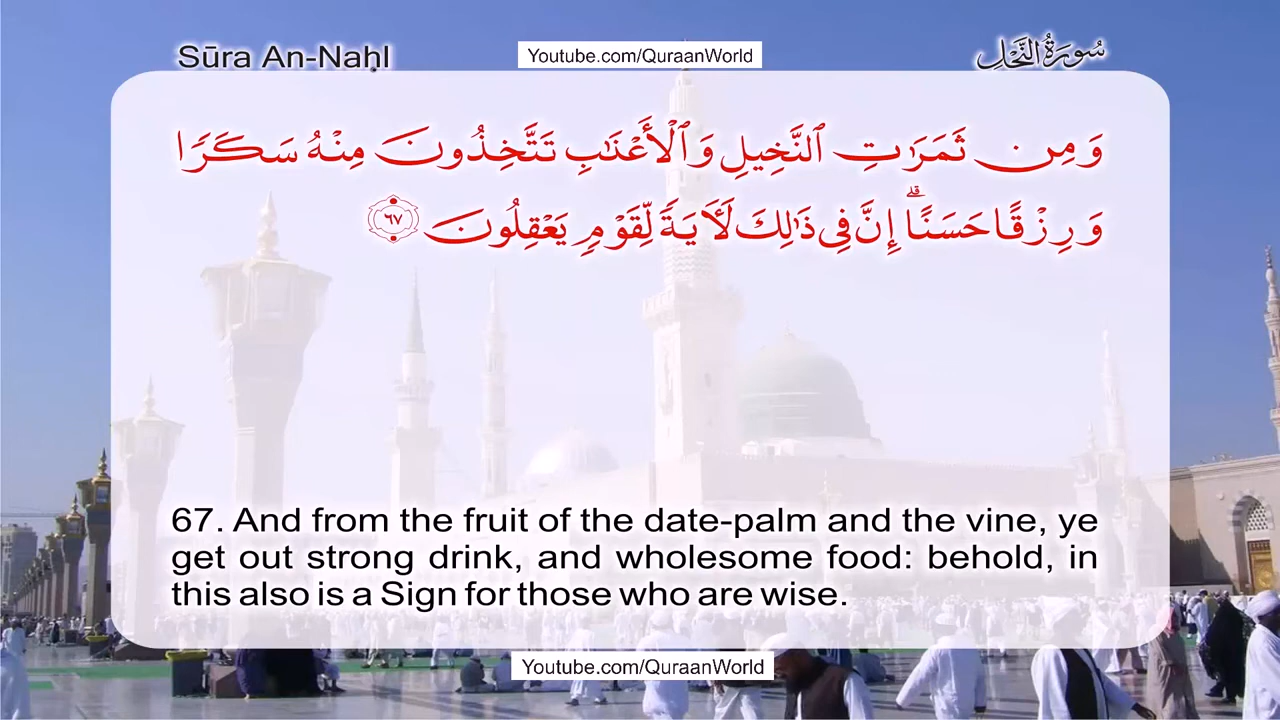 Sūra An-Naḥl
Youtube.com/QuraanWorld
سُورَةُ النَّحْلِ
وَمِن ثَمَرَٰتِ ٱلنَّخِيلِ وَٱلْأَعْنَٰبِ تَتَّخِذُونَ مِنْهُ سَكَرًا
وَرِزْقًا حَسَنًا ۗ إِنَّ فِى ذَٰلِكَ لَـَٔايَةً لِّقَوْمٍ يَعْقِلُونَ ٦٧
67. And from the fruit of the date-palm and the vine, ye
get out strong drink, and wholesome food: behold, in
this also is a Sign for those who are wise.
Youtube.com/QuraanWorld